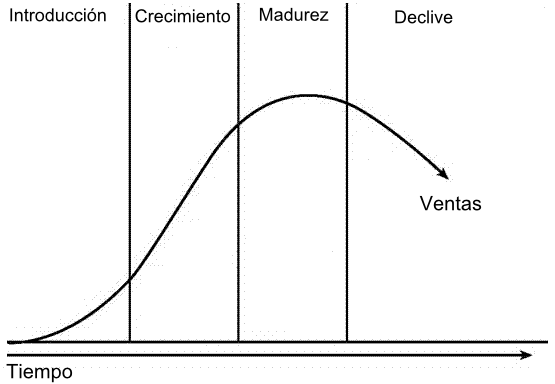 Introducción
Crecimiento
Madurez
Declive
Ventas
Tiempo